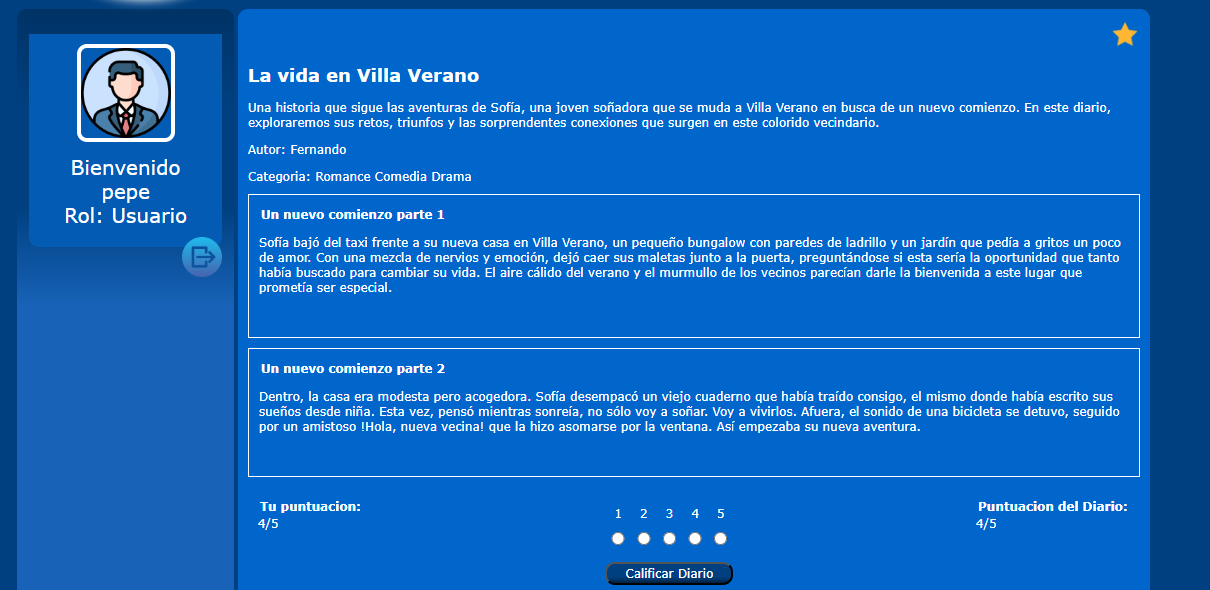 Bienvenido
pepe
Rol: Usuario
La vida en Villa Verano
Una historia que sigue las aventuras de Sofía, una joven soñadora que se muda a Villa Verano en busca de un nuevo comienzo. En este diario,
exploraremos sus retos, triunfos y las sorprendentes conexiones que surgen en este colorido vecindario.
Autor: Fernando
Categoria: Romance Comedia Drama
Un nuevo comienzo parte 1
Sofía bajó del taxi frente a su nueva casa en Villa Verano, un pequeño bungalow con paredes de ladrillo y un jardín que pedía a gritos un poco
de amor. Con una mezcla de nervios y emoción, dejó caer sus maletas junto a la puerta, preguntándose si esta sería la oportunidad que tanto
había buscado para cambiar su vida. El aire cálido del verano y el murmullo de los vecinos parecían darle la bienvenida a este lugar que
prometía ser especial.
Un nuevo comienzo parte 2
Dentro, la casa era modesta pero acogedora. Sofía desempacó un viejo cuaderno que había traído consigo, el mismo donde había escrito sus
sueños desde niña. Esta vez, pensó mientras sonreía, no sólo voy a soñar. Voy a vivirlos. Afuera, el sonido de una bicicleta se detuvo, seguido
por un amistoso !Hola, nueva vecina! que la hizo asomarse por la ventana. Así empezaba su nueva aventura.
Tu puntuacion:
4/5
1 2 3 4 5
Calificar Diario
Puntuacion del Diario:
4/5